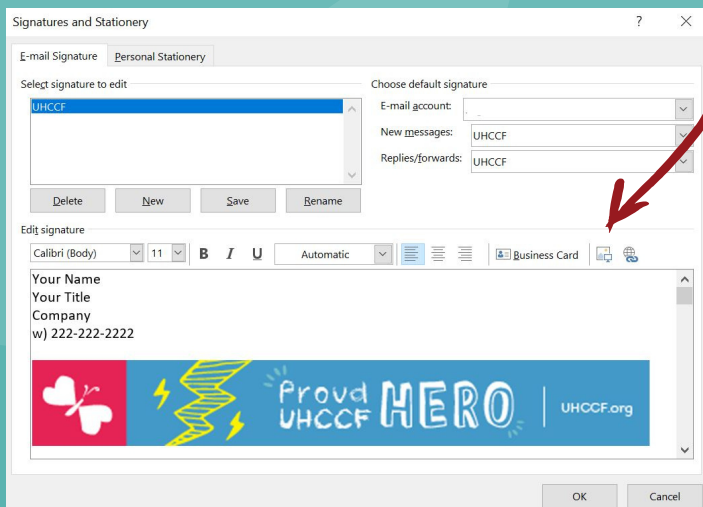 Signatures and Stationery ? X
E-mail Signature Personal Stationery
Select signature to edit
UHCCF
Delete New Save Rename
Choose default signature
E-mail account:
New messages: UHCCF
Replies/forwards: UHCCF
Edit signature
Calibri (Body) 11 B I U Automatic Business Card
Your Name
Your Title
Company
w) 222-222-2222
Proud
UHCCF HERO UHCCF.org
OK Cancel